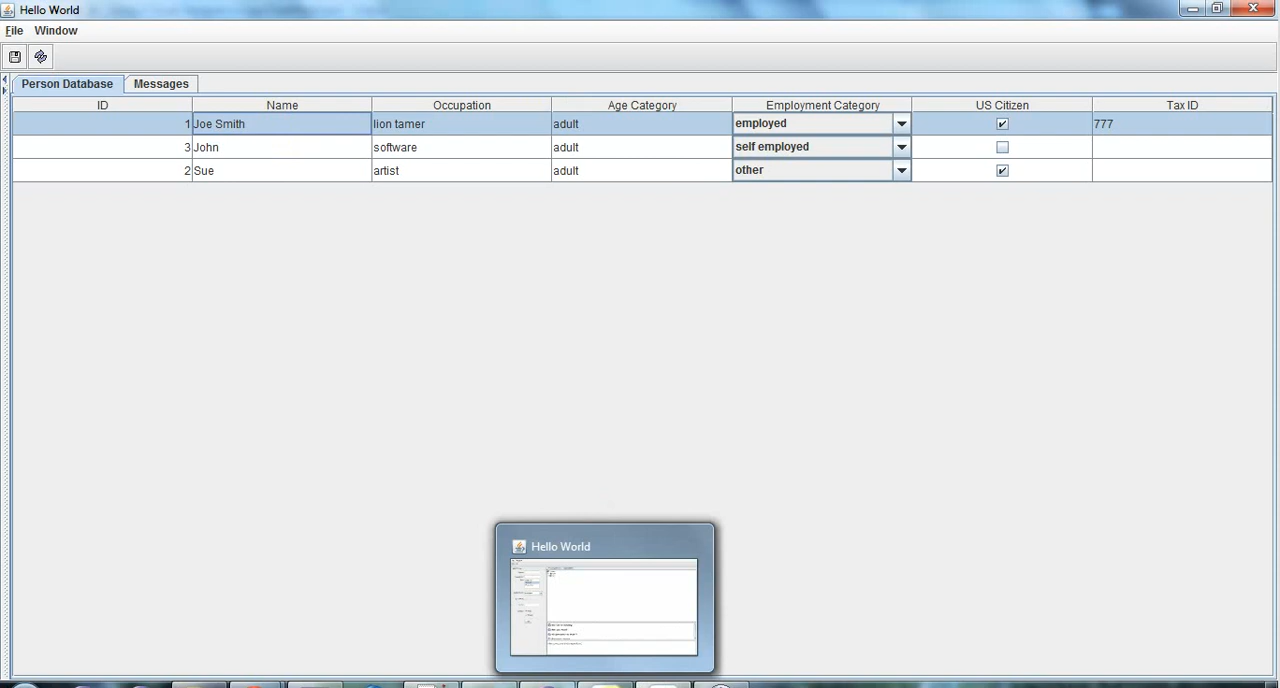 Hello World
File Window
Person Database Messages
ID Name Occupation Age Category Employment Category US Citizen Tax ID
1 Joe Smith lion tamer adult employed 777
3 John software adult self employed
2 Sue artist adult other
Hello World